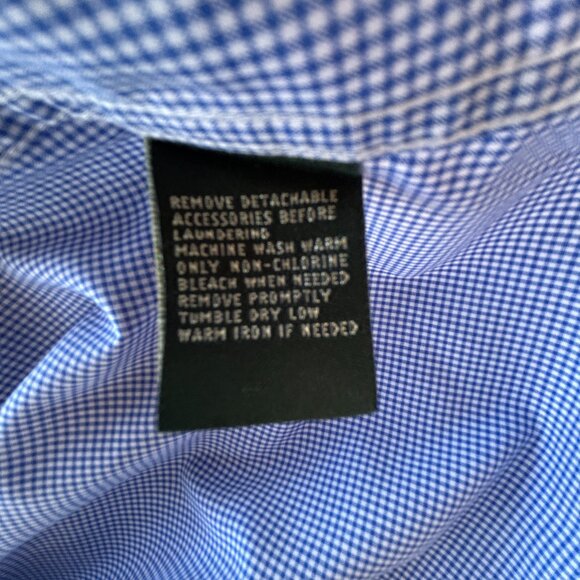 REMOVE DETACHABLE
ACCESSORIES BEFORE
LAUNDERING
MACHINE WASH WARM
ONLY NON-CHLORINE
BLEACH WHEN NEEDED
REMOVE PROMPTLY
TUMBLE DRY LOW
WARM IRON IF NEEDED